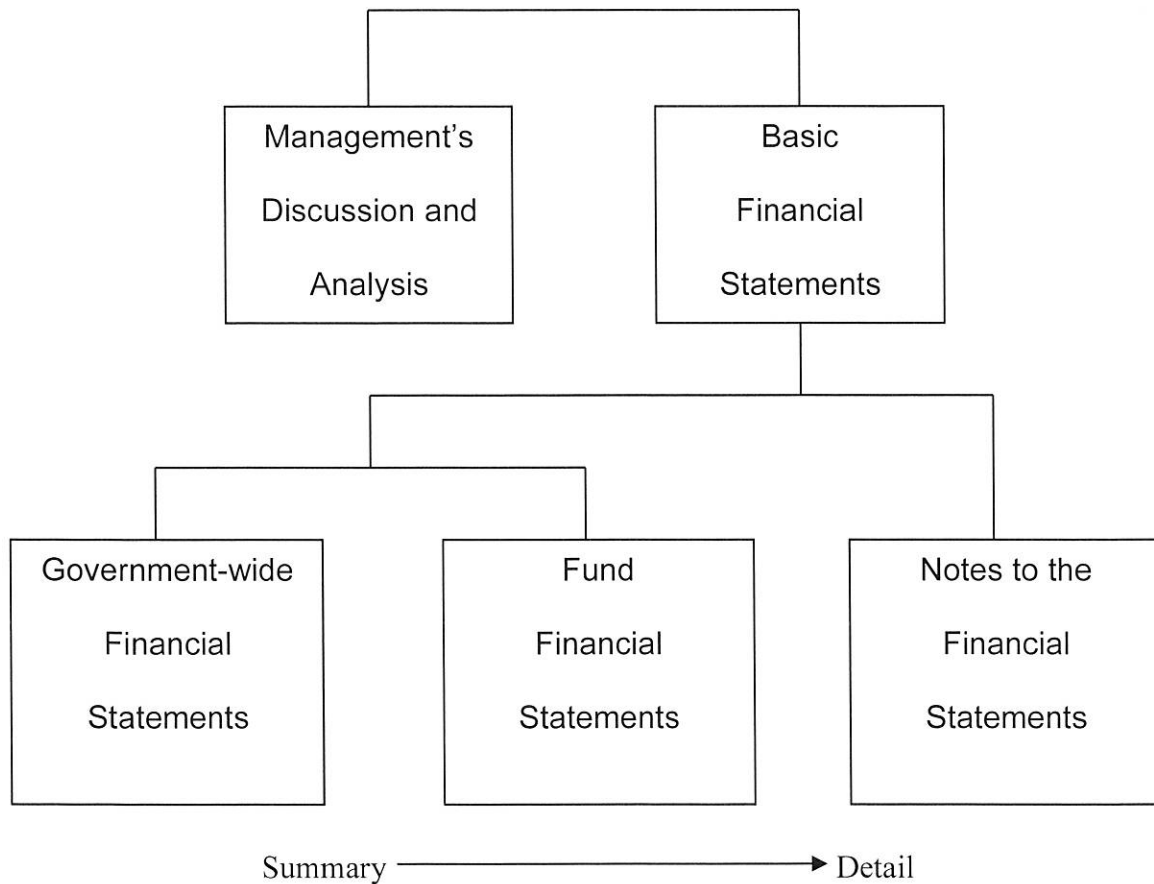 Management's
Discussion and
Analysis
Basic
Financial
Statements
Government-wide
Financial
Statements
Fund
Financial
Statements
Notes to the
Financial
Statements
Summary
Detail